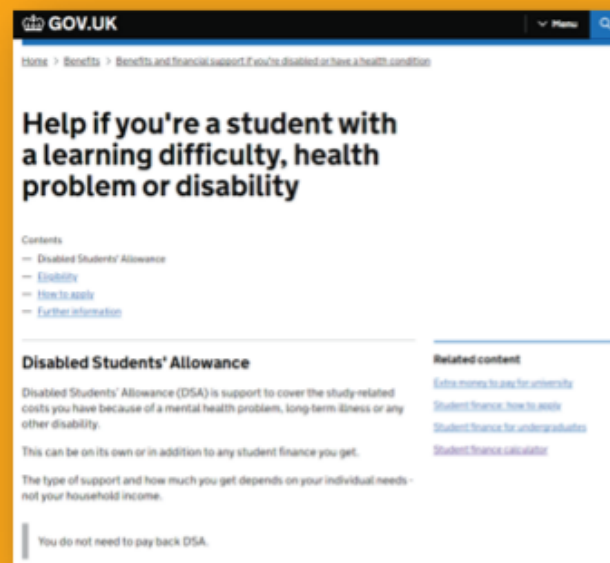 GOV.UK
Menu
Home > Benefits > Benefits and financial support if you're disabled or have a health condition
Help if you're a student with
a learning difficulty, health
problem or disability
Contents
— Disabled Students' Allowance
— Eligibility
— How to apply
— Further information
Disabled Students' Allowance
Disabled Students' Allowance (DSA) is support to cover the study-related
costs you have because of a mental health problem, long-term illness or any
other disability.
This can be on its own or in addition to any student finance you get.
The type of support and how much you get depends on your individual needs -
not your household income.
You do not need to pay back DSA.
Related content
Extra money to pay for university
Student finance: how to apply
Student finance for undergraduates
Student finance calculator